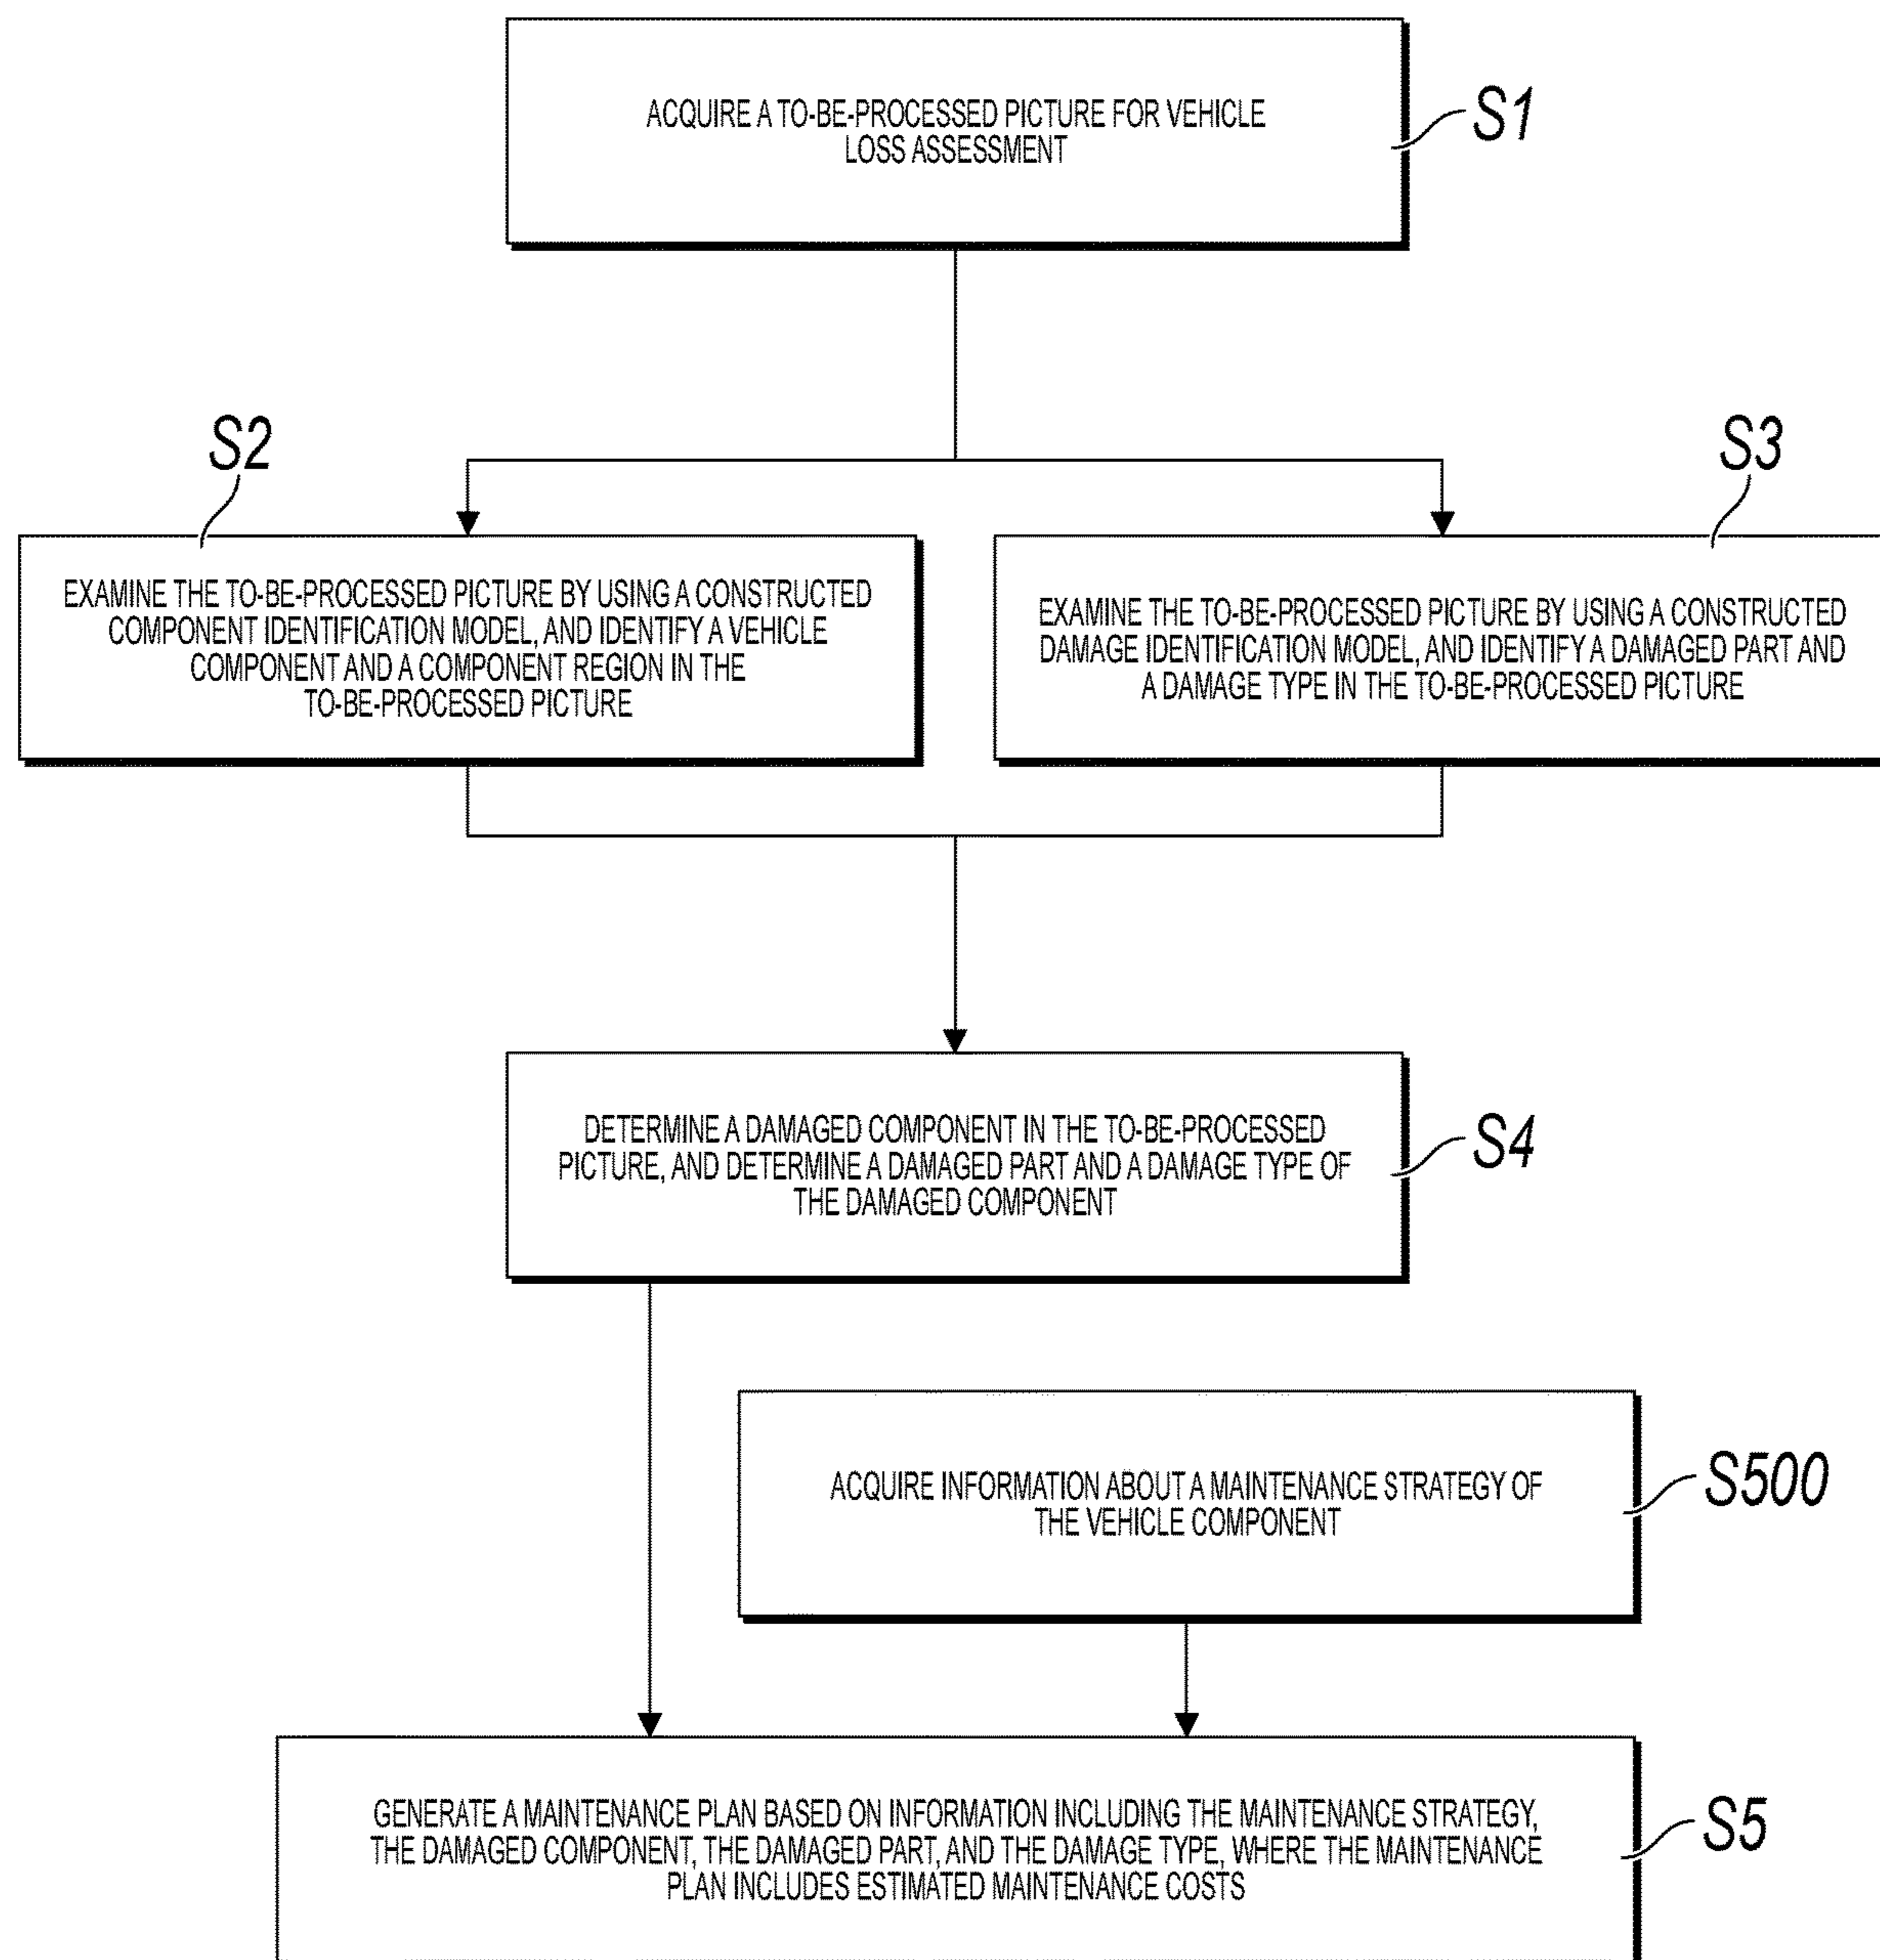 ACQUIRE A TO-BE-PROCESSED PICTURE FOR VEHICLE
LOSS ASSESSMENT
S1
S2
EXAMINE THE TO-BE-PROCESSED PICTURE BY USING A CONSTRUCTED
COMPONENT IDENTIFICATION MODEL, AND IDENTIFY A VEHICLE
COMPONENT AND A COMPONENT REGION IN THE
TO-BE-PROCESSED PICTURE
S3
EXAMINE THE TO-BE-PROCESSED PICTURE BY USING A CONSTRUCTED
DAMAGE IDENTIFICATION MODEL, AND IDENTIFY A DAMAGED PART AND
A DAMAGE TYPE IN THE TO-BE-PROCESSED PICTURE
DETERMINE A DAMAGED COMPONENT IN THE TO-BE-PROCESSED
PICTURE, AND DETERMINE A DAMAGED PART AND A DAMAGE TYPE OF
THE DAMAGED COMPONENT
S4
ACQUIRE INFORMATION ABOUT A MAINTENANCE STRATEGY OF
THE VEHICLE COMPONENT
S500
GENERATE A MAINTENANCE PLAN BASED ON INFORMATION INCLUDING THE MAINTENANCE STRATEGY,
THE DAMAGED COMPONENT, THE DAMAGED PART, AND THE DAMAGE TYPE, WHERE THE MAINTENANCE
PLAN INCLUDES ESTIMATED MAINTENANCE COSTS
S5